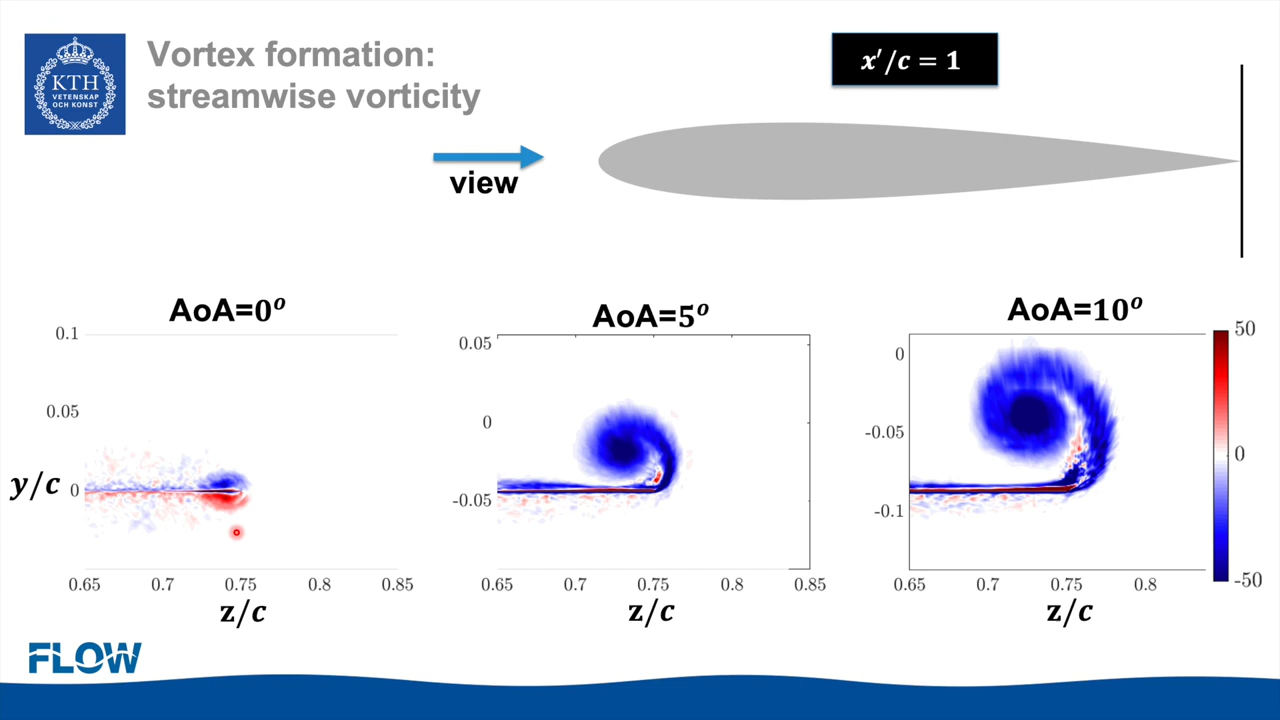 KTH
VETENSKAP
OCH KONST
Vortex formation:
streamwise vorticity
x′/c = 1
view
AoA=0º
AoA=5º
AoA=10º
y/c
0.1
0.05
0
0.65 0.7 0.75 0.8 0.85
z/c
0.05
0
-0.05
0.65 0.7 0.75 0.8 0.85
z/c
0
-0.05
-0.1
0.65 0.7 0.75 0.8
z/c
50
0
-50
FLOW